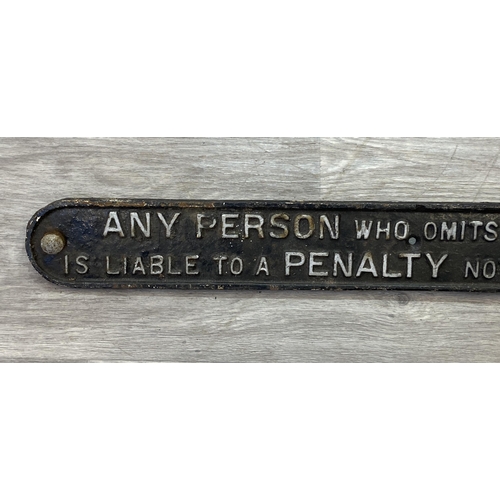 ANY PERSON WHO OMITS
IS LIABLE TO A PENALTY NO